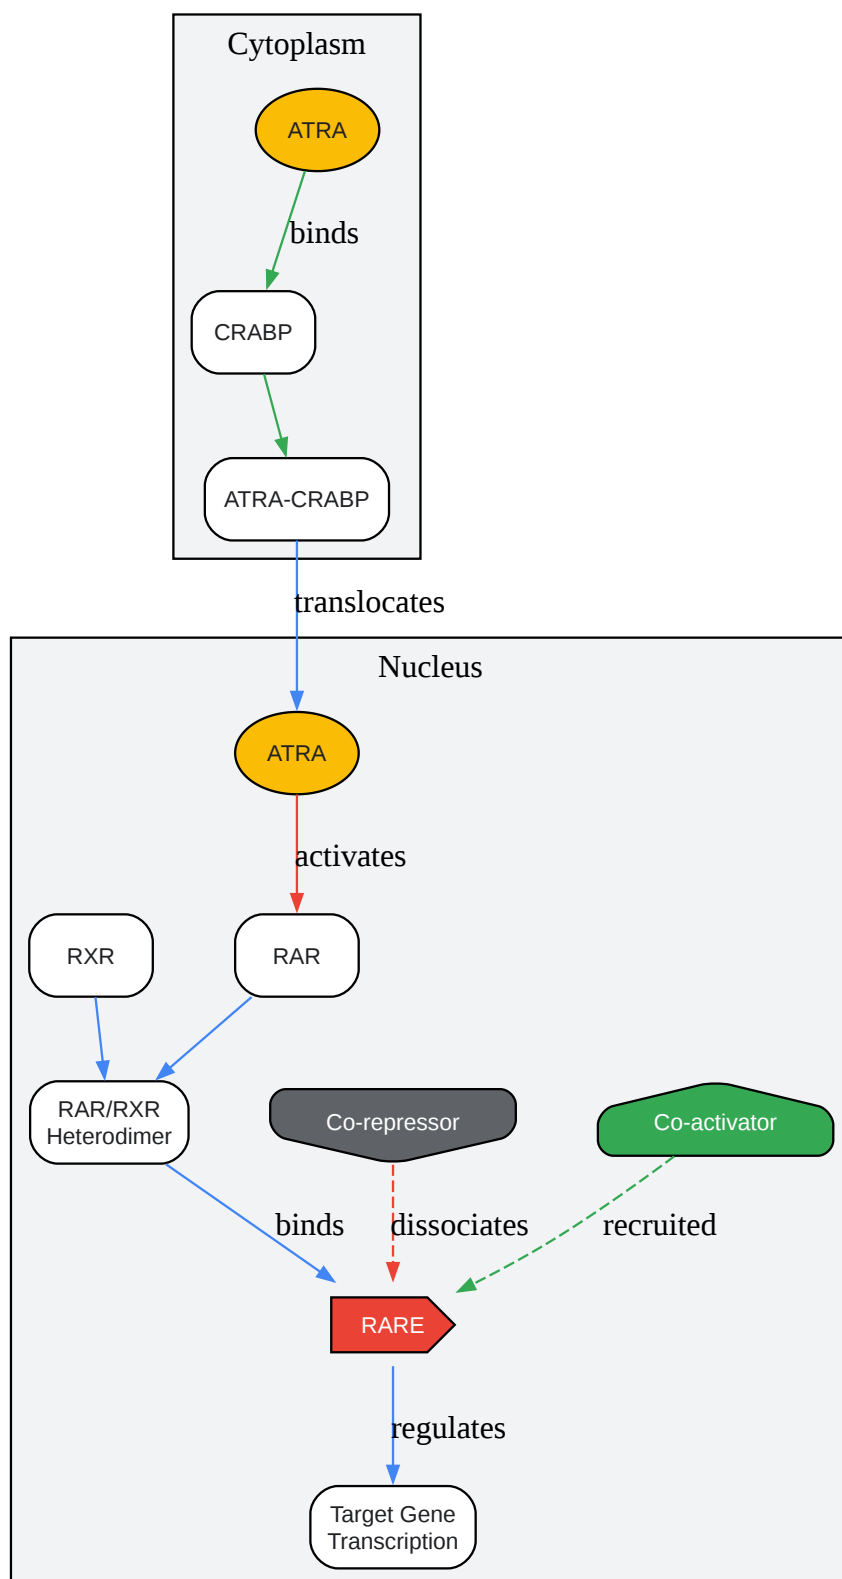 Cytoplasm
ATRA
binds
CRABP
ATRA-CRABP
translocates
Nucleus
ATRA
activates
RXR
RAR
RAR/RXR
Heterodimer
Co-repressor
Co-activator
binds
dissociates
recruited
RARE
regulates
Target Gene
Transcription